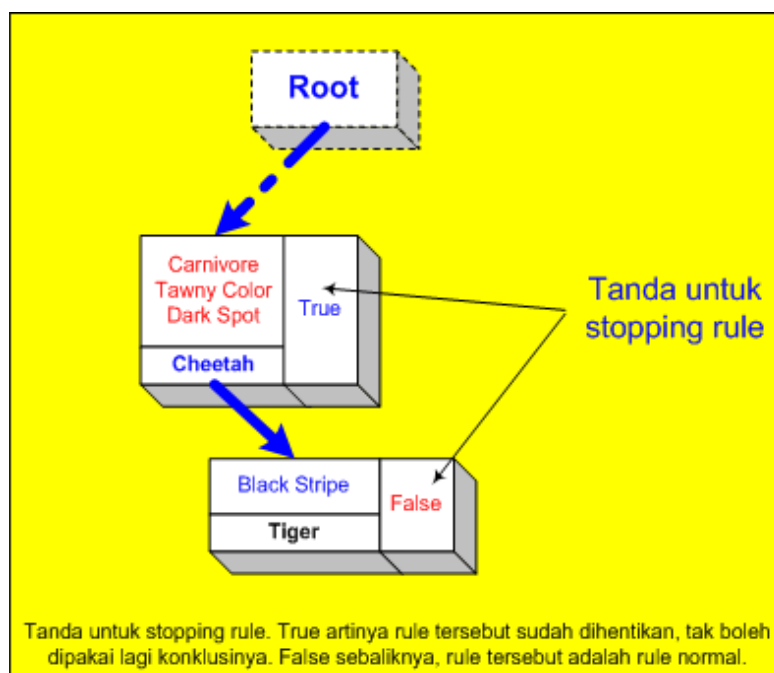 Root
Carnivore
Tawny Color
Dark Spot
True
Cheetah
Tanda untuk
stopping rule
Black Stripe
False
Tiger
Tanda untuk stopping rule. True artinya rule tersebut sudah dihentikan, tak boleh
dipakai lagi konklusinya. False sebaliknya, rule tersebut adalah rule normal.